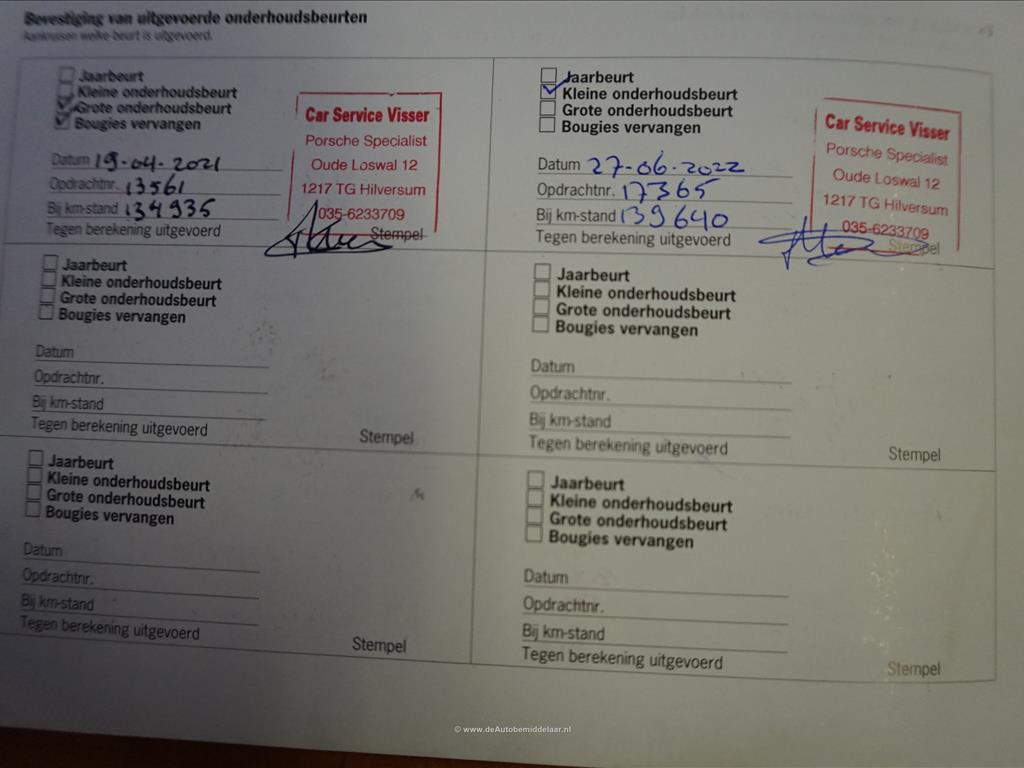 Bevestiging van uitgevoerde onderhoudsbeurten
Aankruisen welke beurt is uitgevoerd.
Jaarbeurt
Kleine onderhoudsbeurt
Grote onderhoudsbeurt
Bougies vervangen
Datum 19-04-2021
Opdrachtnr. 13561
Bij km-stand 134935
Tegen berekening uitgevoerd
Car Service Visser
Porsche Specialist
Oude Loswal 12
1217 TG Hilversum
035-6233709
Stempel
Jaarbeurt
Kleine onderhoudsbeurt
Grote onderhoudsbeurt
Bougies vervangen
Datum 27-06-2022
Opdrachtnr. 17365
Bij km-stand 139640
Tegen berekening uitgevoerd
Car Service Visser
Porsche Specialist
Oude Loswal 12
1217 TG Hilversum
035-6233709
Stempel
Jaarbeurt
Kleine onderhoudsbeurt
Grote onderhoudsbeurt
Bougies vervangen
Datum
Opdrachtnr.
Bij km-stand
Tegen berekening uitgevoerd
Stempel
Jaarbeurt
Kleine onderhoudsbeurt
Grote onderhoudsbeurt
Bougies vervangen
Datum
Opdrachtnr.
Bij km-stand
Tegen berekening uitgevoerd
Stempel
Jaarbeurt
Kleine onderhoudsbeurt
Grote onderhoudsbeurt
Bougies vervangen
Datum
Opdrachtnr.
Bij km-stand
Tegen berekening uitgevoerd
Stempel
Jaarbeurt
Kleine onderhoudsbeurt
Grote onderhoudsbeurt
Bougies vervangen
Datum
Opdrachtnr.
Bij km-stand
Tegen berekening uitgevoerd
Stempel
© www.deAutobemiddelaar.nl